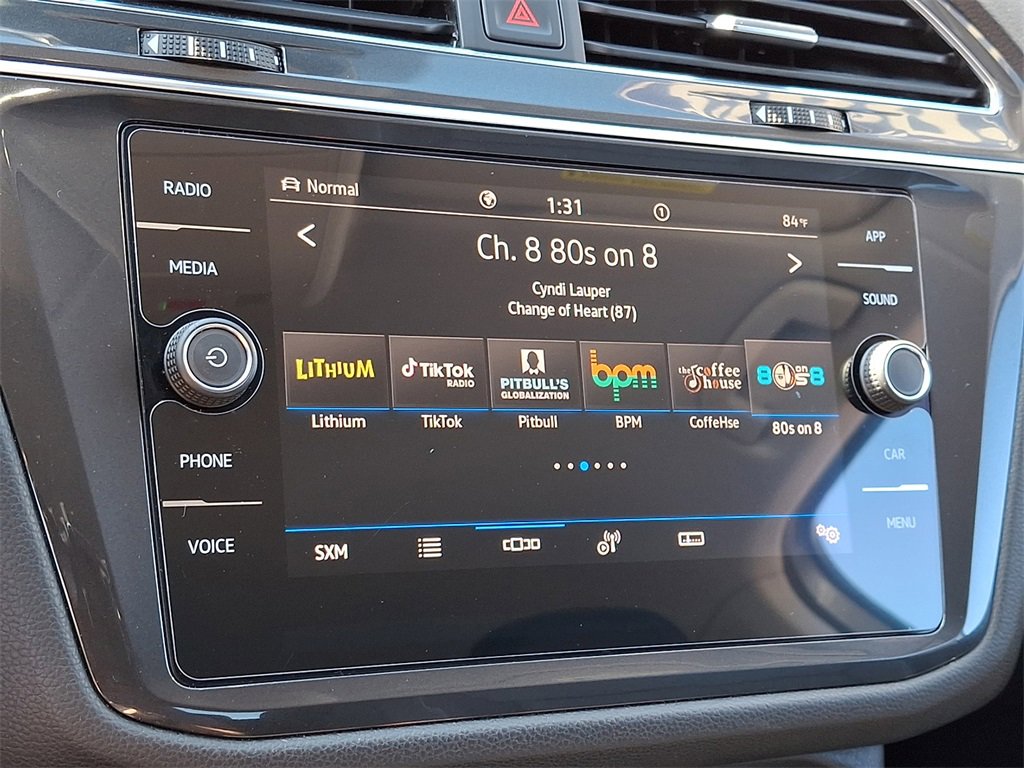 RADIO
MEDIA
PHONE
VOICE
Normal
1:31
1
84°F
Ch. 8 80s on 8
Cyndi Lauper
Change of Heart (87)
LiTHiUM
TikTok
RADIO
PITBULL'S
GLOBALIZATION
bpm
the coffee
house
8 on 8
Lithium
TikTok
Pitbull
BPM
CoffeHse
80s on 8
SXM
APP
SOUND
CAR
MENU